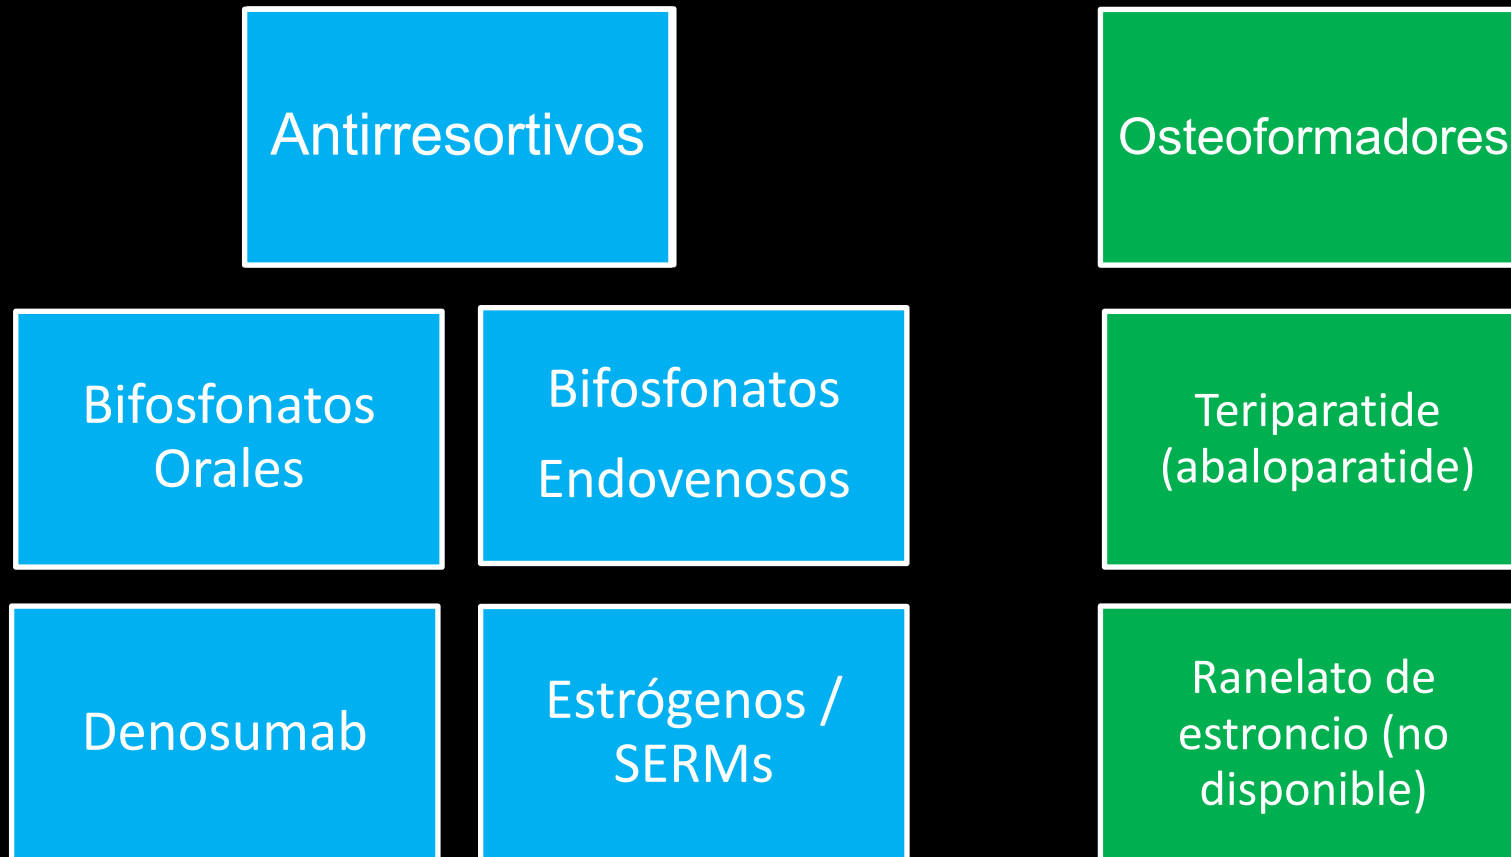 Antirresortivos
Osteoformadores
Bifosfonatos
Orales
Bifosfonatos
Endovenosos
Teriparatide
(abaloparatide)
Denosumab
Estrógenos /
SERMs
Ranelato de
estroncio (no
disponible)